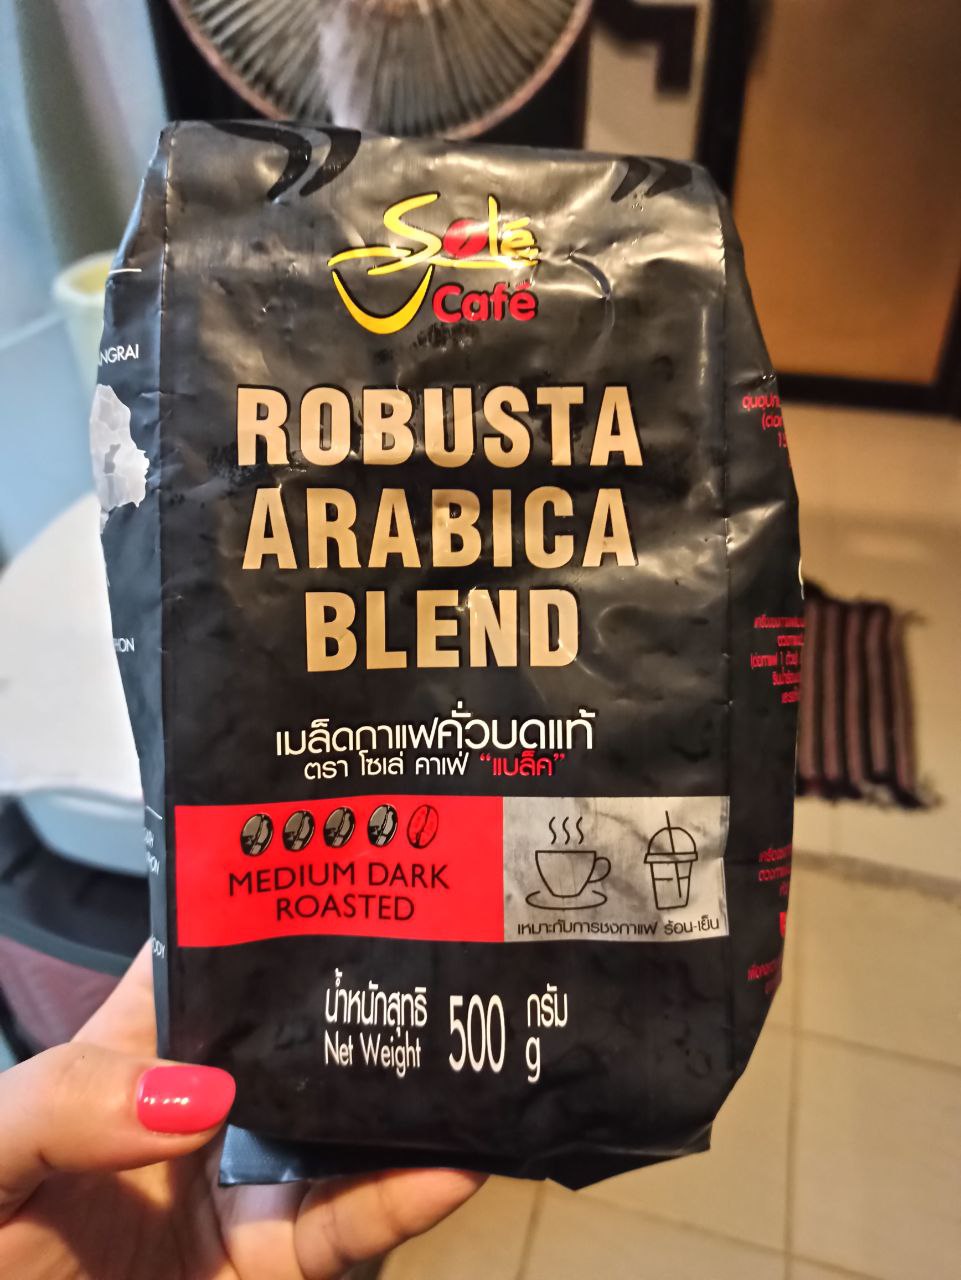 Solé
Café
ROBUSTA
ARABICA
BLEND
เมล็ดกาแฟคั่วบดแท้
ตรา โซเล่ คาเฟ่ “แบล็ค”
MEDIUM DARK
ROASTED
เหมาะกับการชงกาแฟ ร้อน-เย็น
น้ำหนักสุทธิ 500 กรัม
Net Weight g
NGRAI